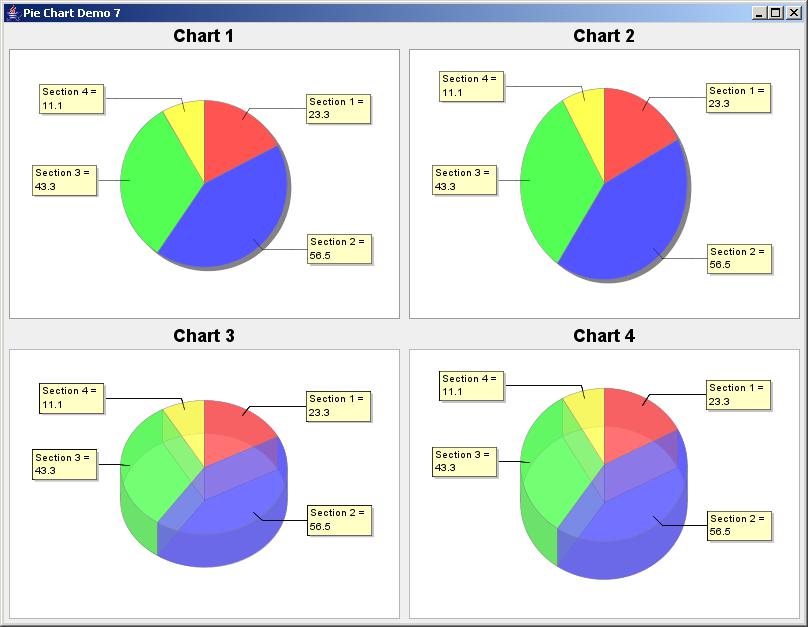 Pie Chart Demo 7
Chart 1
Section 4 =
11.1
Section 1 =
23.3
Section 3 =
43.3
Section 2 =
56.5
Chart 2
Section 4 =
11.1
Section 1 =
23.3
Section 3 =
43.3
Section 2 =
56.5
Chart 3
Section 4 =
11.1
Section 1 =
23.3
Section 3 =
43.3
Section 2 =
56.5
Chart 4
Section 4 =
11.1
Section 1 =
23.3
Section 3 =
43.3
Section 2 =
56.5